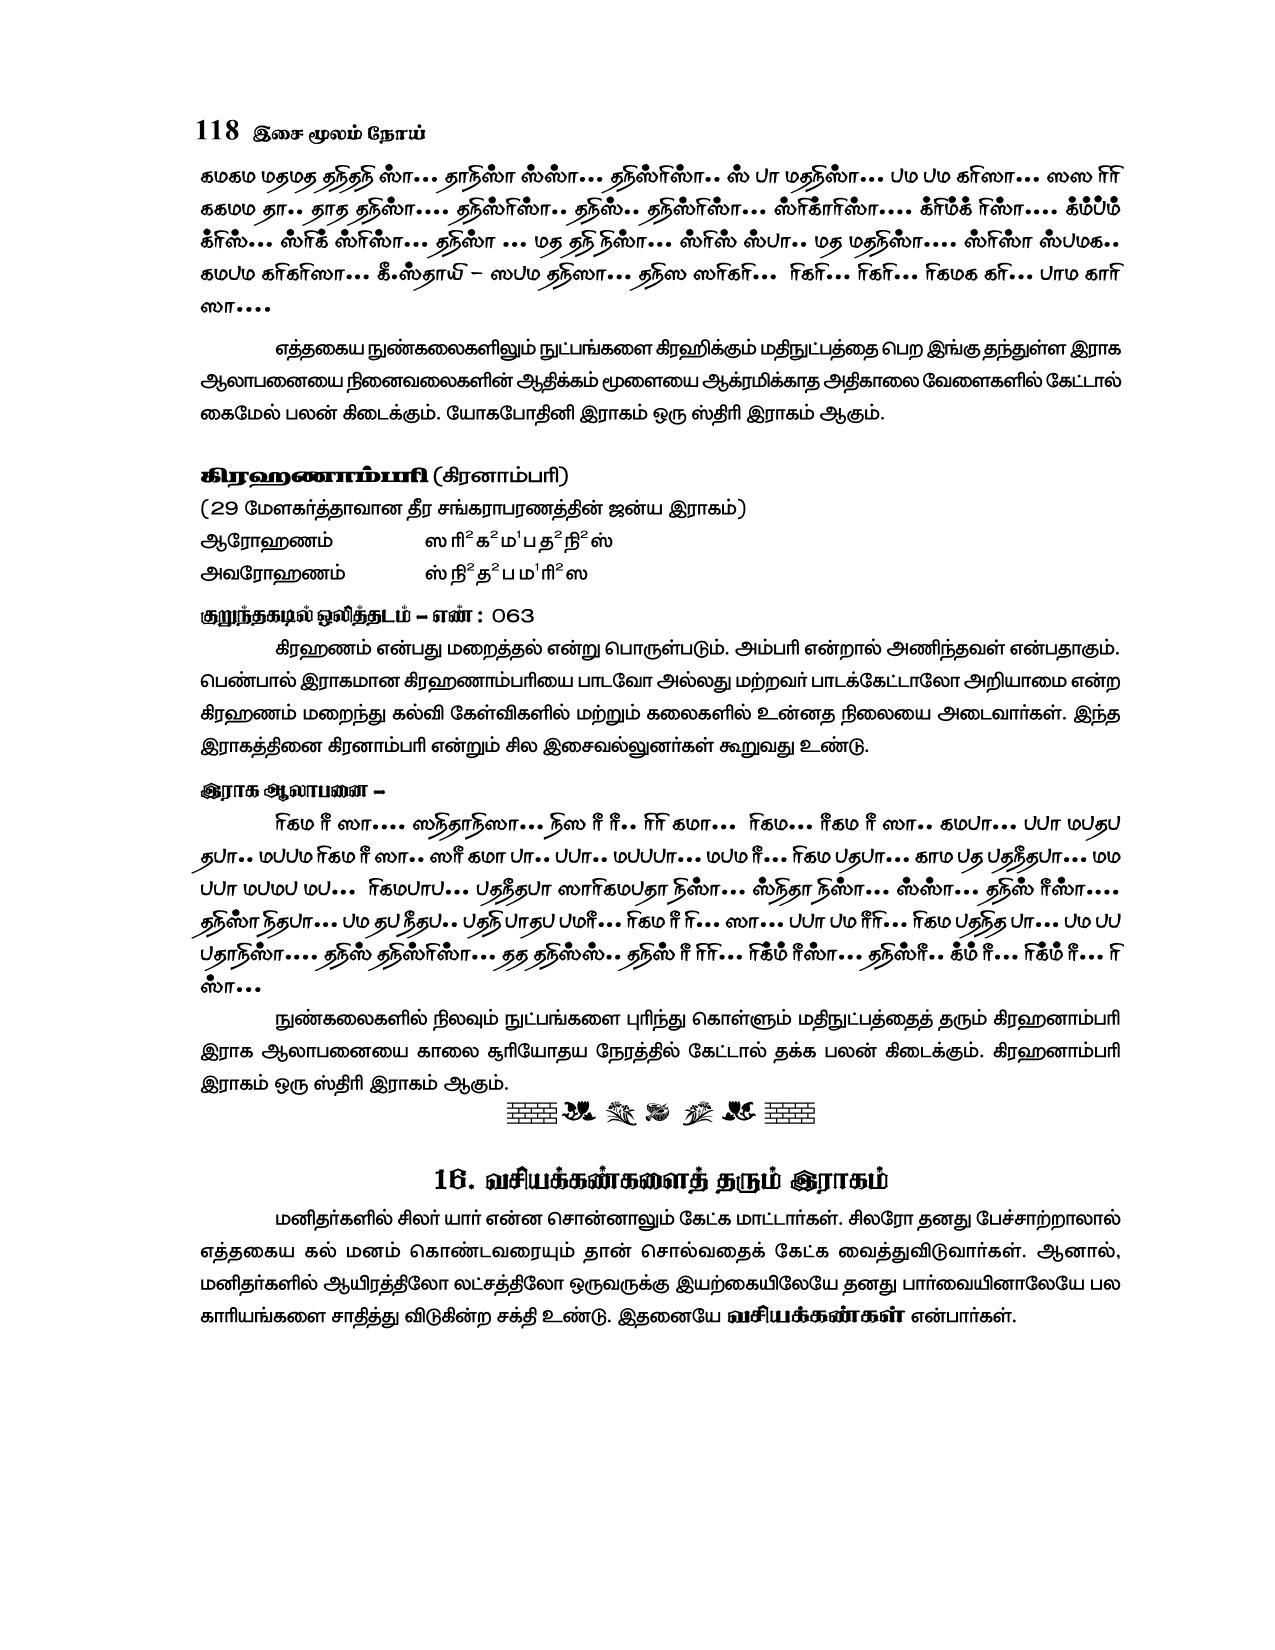 118 இசை மூலம் நோய்
கமகம மதமத தநிதநி ஸ்ா... தாநிஸ்ா ஸ்ஸ்ா... தநிஸ்ரிஸ்ா.. ஸ் பா மதநிஸ்ா... பம பம கரிஸா... ஸஸ ரிரி
ககமம தா.. தாத தநிஸ்ா.... தநிஸ்ரிஸ்ா.. தநிஸ்.. தநிஸ்ரிஸ்ா... ஸ்ரிக்ாரிஸ்ா.... க்ரிம்க் ரிஸ்ா.... க்ம்ப்ம்
க்ரிஸ்... ஸ்ரிக் ஸ்ரிஸ்ா... தநிஸ்ா ... மத தநி நிஸ்ா... ஸ்ரிஸ் ஸ்பா.. மத மதநிஸ்ா.... ஸ்ரிஸ்ா ஸ்பமக..
கமபம கரிகரிஸா... கீ.ஸ்தாயி – ஸபம தநிஸா... தநிஸ ஸரிகரி... ரிகரி... ரிகரி... ரிகமக கரி... பாம காரி
ஸா....
எத்தகைய நுண்கலைகளிலும் நுட்பங்களை கிரஹிக்கும் மதிநுட்பத்தை பெற இங்கு தந்துள்ள இராக
ஆலாபனையை நினைவலைகளின் ஆதிக்கம் மூளையை ஆக்ரமிக்காத அதிகாலை வேளைகளில் கேட்டால்
கைமேல் பலன் கிடைக்கும். யோகபோதினி இராகம் ஒரு ஸ்திரி இராகம் ஆகும்.
கிரஹணாம்பரி (கிரனாம்பரி)
(29 மேளகர்த்தாவான தீர சங்கராபரணத்தின் ஜன்ய இராகம்)
ஆரோஹணம் ஸ ரி² க² ம¹ ப த² நி² ஸ்
அவரோஹணம் ஸ் நி² த² ப ம¹ ரி² ஸ
குறுந்தகடில் ஒலித்தடம் – எண் : 063
கிரஹணம் என்பது மறைத்தல் என்று பொருள்படும். அம்பரி என்றால் அணிந்தவள் என்பதாகும்.
பெண்பால் இராகமான கிரஹணாம்பரியை பாடவோ அல்லது மற்றவர் பாடக்கேட்டாலோ அறியாமை என்ற
கிரஹணம் மறைந்து கல்வி கேள்விகளில் மற்றும் கலைகளில் உன்னத நிலையை அடைவார்கள். இந்த
இராகத்தினை கிரனாம்பரி என்றும் சில இசைவல்லுனர்கள் கூறுவது உண்டு.
இராக ஆலாபனை –
ரிகம ரீ ஸா.... ஸநிதாநிஸா... நிஸ ரீ ரீ.. ரிரி கமா... ரிகம... ரீகம ரீ ஸா.. கமபா... பபா மபதப
தபா.. மபபம ரிகம ரீ ஸா.. ஸரீ கமா பா.. பபா.. மபபபா... மபம ரீ... ரிகம பதபா... காம பத பதநீதபா... மம
பபா மபமப மப... ரிகமபாப... பதநீதபா ஸாரிகமபதா நிஸ்ா... ஸ்நிதா நிஸ்ா... ஸ்ஸ்ா... தநிஸ் ரீஸ்ா....
தநிஸ்ா நிதபா... பம தப நீதப.. பதநி பாதப பமரீ... ரிகம ரீ ரி... ஸா... பபா பம ரீரி... ரிகம பதநித பா... பம பப
பதாநிஸ்ா.... தநிஸ் தநிஸ்ரிஸ்ா... தத தநிஸ்ஸ்.. தநிஸ் ரீ ரிரி... ரிக்ம் ரீஸ்ா... தநிஸ்ரீ.. க்ம் ரீ... ரிக்ம் ரீ... ரி
ஸ்ா...
நுண்கலைகளில் நிலவும் நுட்பங்களை புரிந்து கொள்ளும் மதிநுட்பத்தைத் தரும் கிரஹனாம்பரி
இராக ஆலாபனையை காலை சூரியோதய நேரத்தில் கேட்டால் தக்க பலன் கிடைக்கும். கிரஹனாம்பரி
இராகம் ஒரு ஸ்திரி இராகம் ஆகும்.
16. வசியக்கண்களைத் தரும் இராகம்
மனிதர்களில் சிலர் யார் என்ன சொன்னாலும் கேட்க மாட்டார்கள். சிலரோ தனது பேச்சாற்றாலால்
எத்தகைய கல் மனம் கொண்டவரையும் தான் சொல்வதைக் கேட்க வைத்துவிடுவார்கள். ஆனால்,
மனிதர்களில் ஆயிரத்திலோ லட்சத்திலோ ஒருவருக்கு இயற்கையிலேயே தனது பார்வையினாலேயே பல
காரியங்களை சாதித்து விடுகின்ற சக்தி உண்டு. இதனையே வசியக்கண்கள் என்பார்கள்.